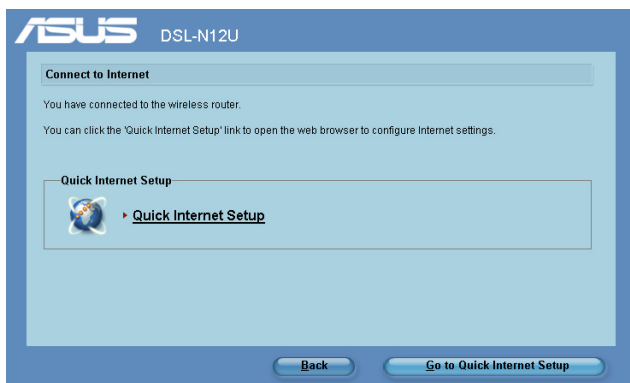 ASUS DSL-N12U
Connect to Internet
You have connected to the wireless router.
You can click the 'Quick Internet Setup' link to open the web browser to configure Internet settings.
Quick Internet Setup
Quick Internet Setup
Back
Go to Quick Internet Setup